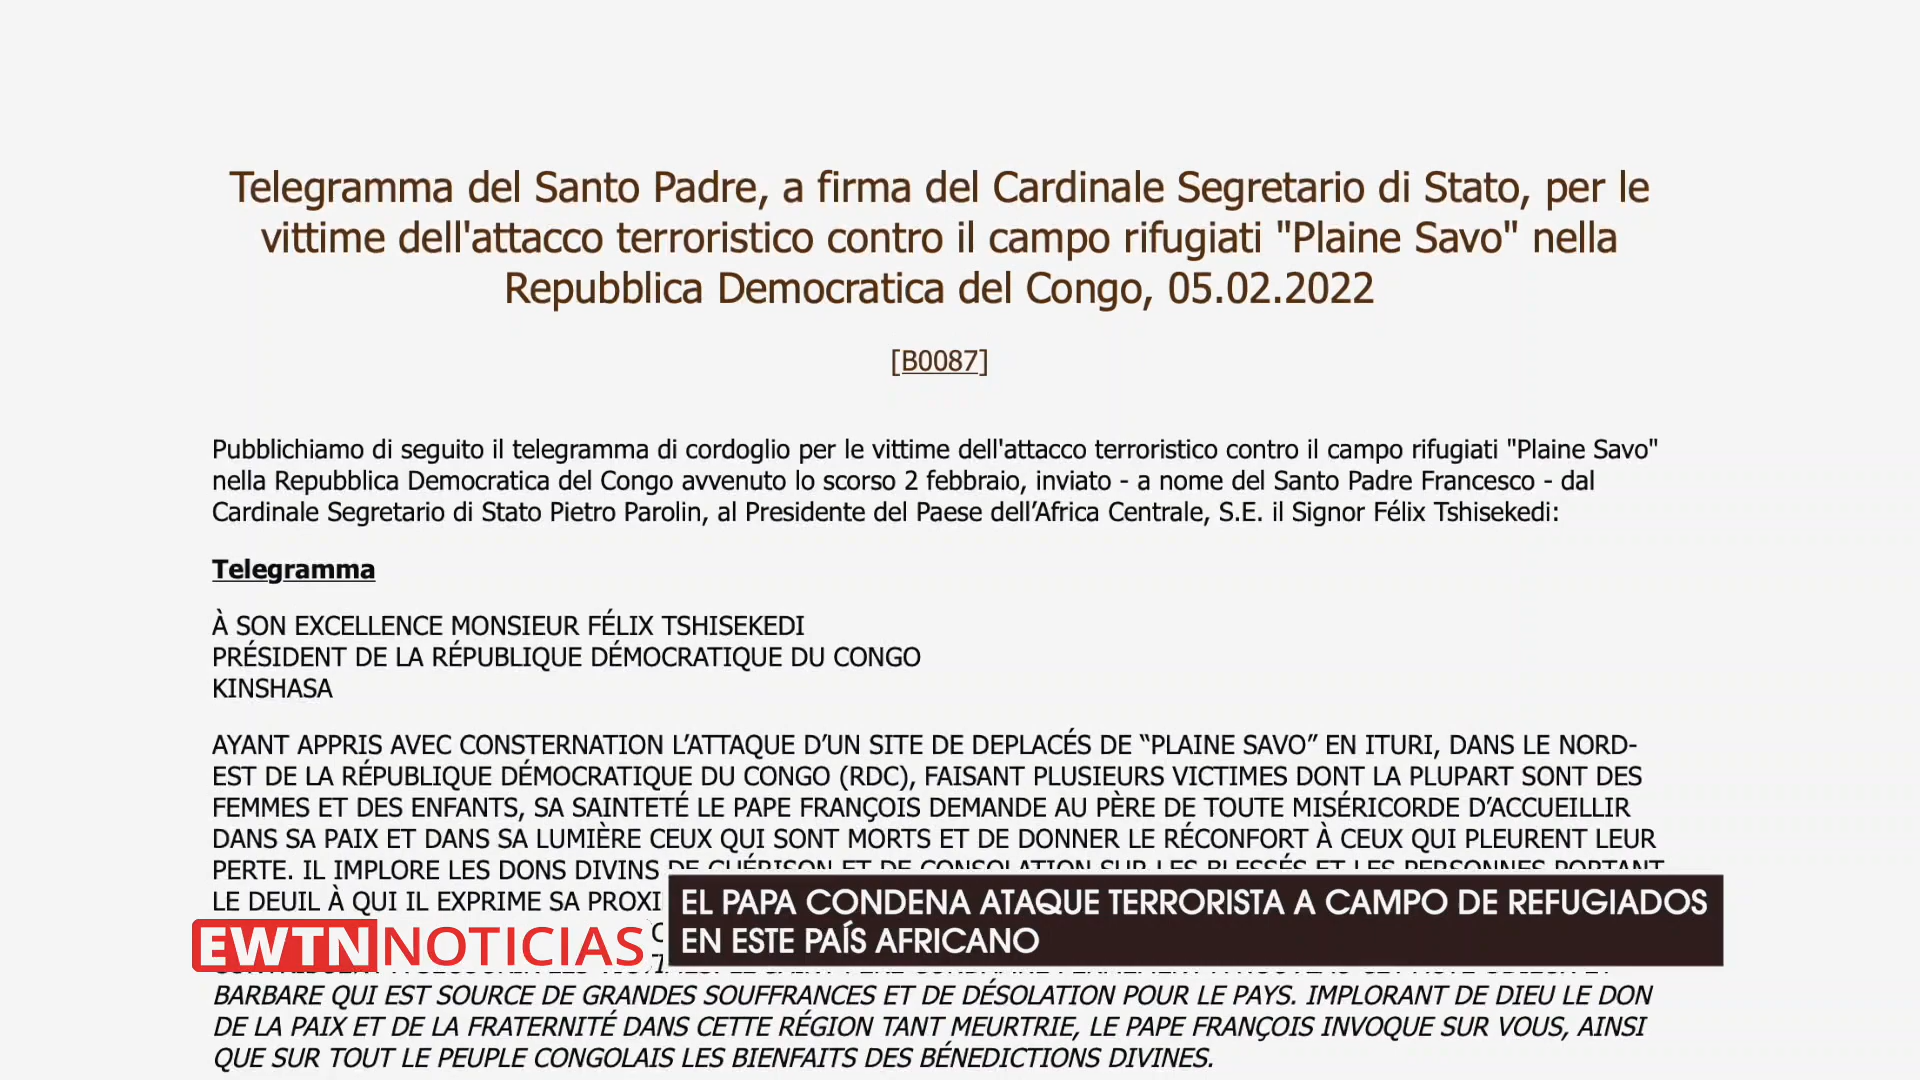 Telegramma del Santo Padre, a firma del Cardinale Segretario di Stato, per le
vittime dell'attacco terroristico contro il campo rifugiati "Plaine Savo" nella
Repubblica Democratica del Congo, 05.02.2022
[B0087]
Pubblichiamo di seguito il telegramma di cordoglio per le vittime dell'attacco terroristico contro il campo rifugiati "Plaine Savo"
nella Repubblica Democratica del Congo avvenuto lo scorso 2 febbraio, inviato - a nome del Santo Padre Francesco - dal
Cardinale Segretario di Stato Pietro Parolin, al Presidente del Paese dell’Africa Centrale, S.E. il Signor Félix Tshisekedi:
Telegramma
À SON EXCELLENCE MONSIEUR FÉLIX TSHISEKEDI
PRÉSIDENT DE LA RÉPUBLIQUE DÉMOCRATIQUE DU CONGO
KINSHASA
AYANT APPRIS AVEC CONSTERNATION L’ATTAQUE D’UN SITE DE DEPLACÉS DE “PLAINE SAVO” EN ITURI, DANS LE NORD-
EST DE LA RÉPUBLIQUE DÉMOCRATIQUE DU CONGO (RDC), FAISANT PLUSIEURS VICTIMES DONT LA PLUPART SONT DES
FEMMES ET DES ENFANTS, SA SAINTETÉ LE PAPE FRANÇOIS DEMANDE AU PÈRE DE TOUTE MISÉRICORDE D’ACCUEILLIR
DANS SA PAIX ET DANS SA LUMIÈRE CEUX QUI SONT MORTS ET DE DONNER LE RÉCONFORT À CEUX QUI PLEURENT LEUR
PERTE. IL IMPLORE LES DONS DIVINS DE GUÉRISON ET DE CONSOLATION SUR LES BLESSÉS ET LES PERSONNES PORTANT
LE DEUIL À QUI IL EXPRIME SA PROXI
EL PAPA CONDENA ATAQUE TERRORISTA A CAMPO DE REFUGIADOS
EN ESTE PAÍS AFRICANO
EWTN NOTICIAS
BARBARE QUI EST SOURCE DE GRANDES SOUFFRANCES ET DE DÉSOLATION POUR LE PAYS. IMPLORANT DE DIEU LE DON
DE LA PAIX ET DE LA FRATERNITÉ DANS CETTE RÉGION TANT MEURTRIE, LE PAPE FRANÇOIS INVOQUE SUR VOUS, AINSI
QUE SUR TOUT LE PEUPLE CONGOLAIS LES BIENFAITS DES BÉNEDICTIONS DIVINES.